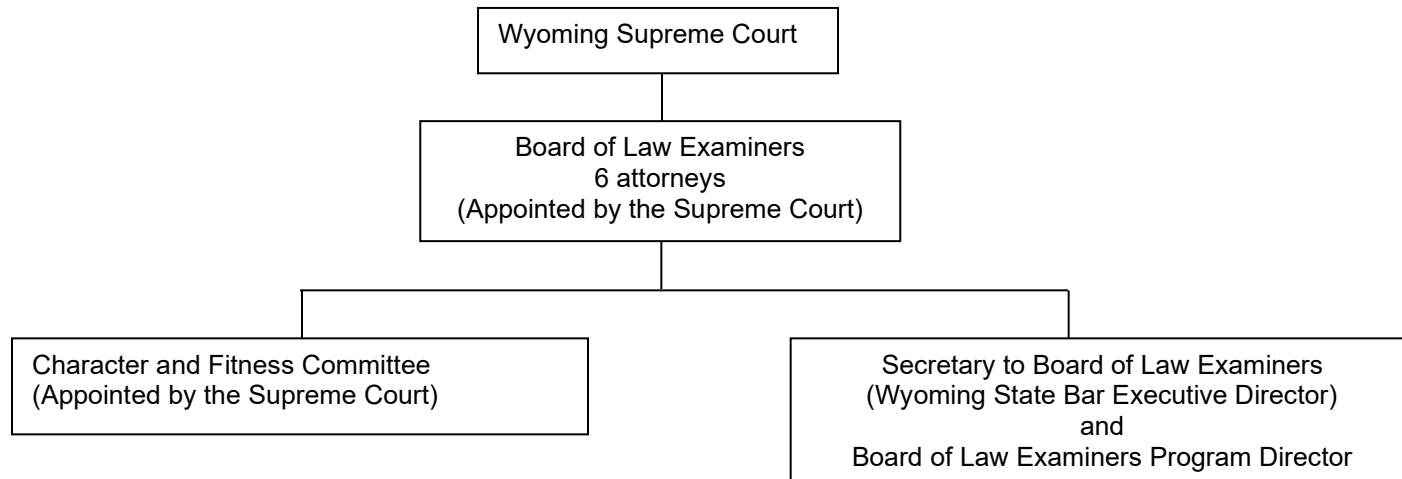 Wyoming Supreme Court
Board of Law Examiners
6 attorneys
(Appointed by the Supreme Court)
Character and Fitness Committee
(Appointed by the Supreme Court)
Secretary to Board of Law Examiners
(Wyoming State Bar Executive Director)
and
Board of Law Examiners Program Director